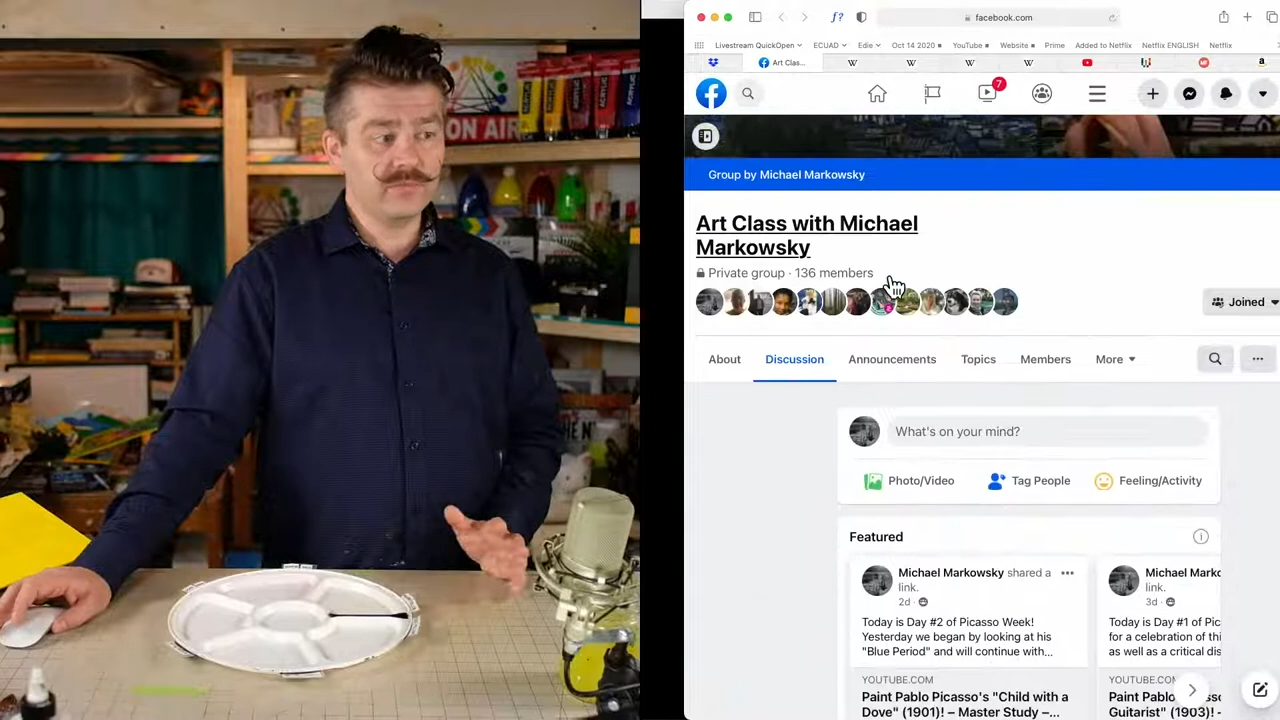 ON AIR
ACRYLIC
ACRYLIC
ACRYLIC
facebook.com
Livestream QuickOpen
ECUAD
Edie
Oct 14 2020
YouTube
Website
Prime
Added to Netflix
Netflix ENGLISH
Netflix
Art Clas...
7
Group by Michael Markowsky
Art Class with Michael
Markowsky
Private group · 136 members
Joined
About
Discussion
Announcements
Topics
Members
More
What's on your mind?
Photo/Video
Tag People
Feeling/Activity
Featured
Michael Markowsky shared a
link.
2d ·
Today is Day #2 of Picasso Week!
Yesterday we began by looking at his
"Blue Period" and will continue with...
YOUTUBE.COM
Paint Pablo Picasso's "Child with a
Dove" (1901)! – Master Study –...
Michael Marko
link.
3d ·
Today is Day #1 of Pic
for a celebration of thi
as well as a critical dis
YOUTUBE.COM
Paint Pablo
Guitarist" (1903)! -